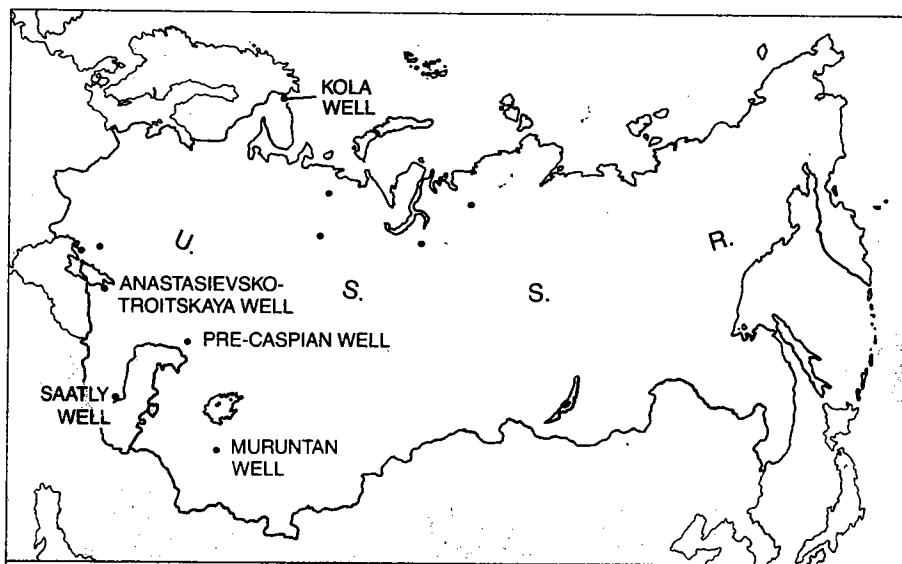 KOLA
WELL
U.
S.
S.
R.
ANASTASIEVSKO-
TROITSKAYA WELL
PRE-CASPIAN WELL
SAATLY
WELL
MURUNTAN
WELL